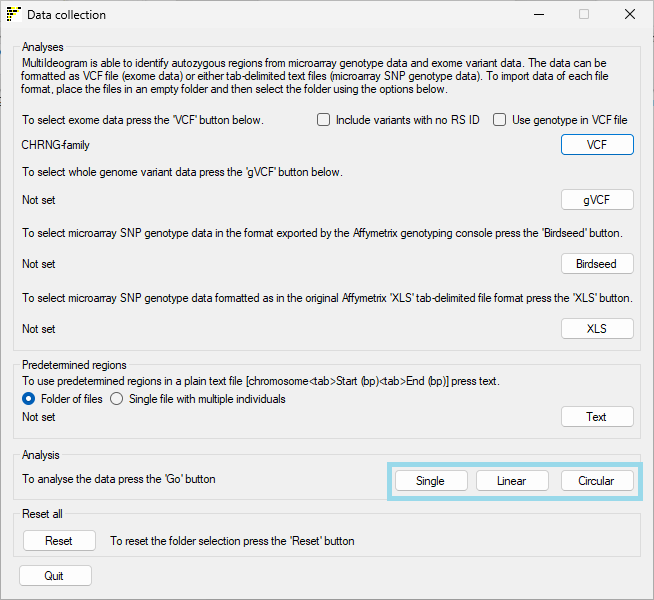 Data collection
Analyses
MultiIdeogram is able to identify autozygous regions from microarray genotype data and exome variant data. The data can be
formatted as VCF file (exome data) or either tab-delimited text files (microarray SNP genotype data). To import data of each file
format, place the files in an empty folder and then select the folder using the options below.
To select exome data press the 'VCF' button below.
Include variants with no RS ID
Use genotype in VCF file
CHRNG-family
VCF
To select whole genome variant data press the 'gVCF' button below.
Not set
gVCF
To select microarray SNP genotype data in the format exported by the Affymetrix genotyping console press the 'Birdseed' button.
Not set
Birdseed
To select microarray SNP genotype data formatted as in the original Affymetrix 'XLS' tab-delimited file format press the 'XLS' button.
Not set
XLS
Predetermined regions
To use predetermined regions in a plain text file [chromosome<tab>Start (bp)<tab>End (bp)] press text.
Folder of files
Single file with multiple individuals
Not set
Text
Analysis
To analyse the data press the 'Go' button
Single
Linear
Circular
Reset all
Reset
To reset the folder selection press the 'Reset' button
Quit